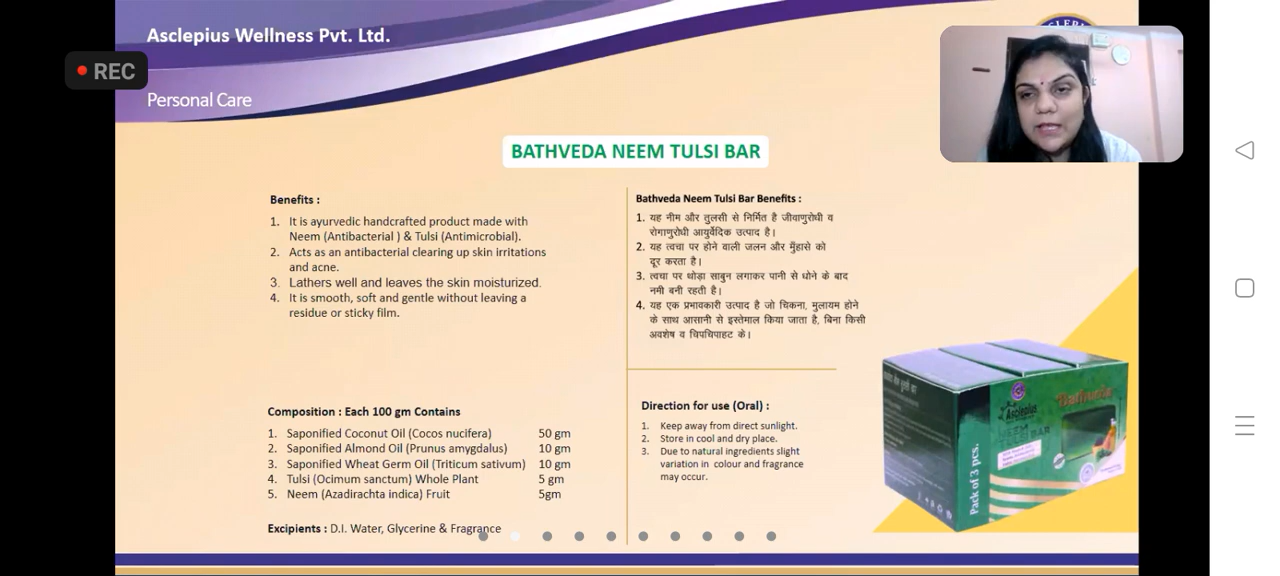 Asclepius Wellness Pvt. Ltd.
REC
Personal Care
BATHVEDA NEEM TULSI BAR
Benefits :
1. It is ayurvedic handcrafted product made with
Neem (Antibacterial ) & Tulsi (Antimicrobial).
2. Acts as an antibacterial clearing up skin irritations
and acne.
3. Lathers well and leaves the skin moisturized.
4. It is smooth, soft and gentle without leaving a
residue or sticky film.
Bathveda Neem Tulsi Bar Benefits :
1. यह नीम और तुलसी से निर्मित है जीवाणुरोधी व
रोगाणुरोधी आयुर्वेदिक उत्पाद है।
2. यह त्वचा पर होने वाली जलन और मुँहासे को
दूर करता है।
3. त्वचा पर थोड़ा साबुन लगाकर पानी से धोने के बाद
नमी बनी रहती है।
4. यह एक प्रभावकारी उत्पाद है जो चिकना, मुलायम होने
के साथ आसानी से इस्तेमाल किया जाता है, बिना किसी
अवशेष व चिपचिपाहट के।
Composition : Each 100 gm Contains
1. Saponified Coconut Oil (Cocos nucifera) 50 gm
2. Saponified Almond Oil (Prunus amygdalus) 10 gm
3. Saponified Wheat Germ Oil (Triticum sativum) 10 gm
4. Tulsi (Ocimum sanctum) Whole Plant 5 gm
5. Neem (Azadirachta indica) Fruit 5gm
Excipients : D.I. Water, Glycerine & Fragrance
Direction for use (Oral) :
1. Keep away from direct sunlight.
2. Store in cool and dry place.
3. Due to natural ingredients slight
variation in colour and fragrance
may occur.
Asclepius
Bathveda
NEEM
TULSI BAR
Pack of 3 pcs.